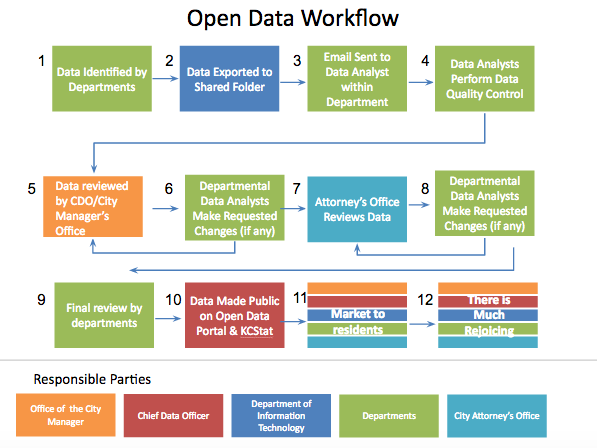 Open Data Workflow
1
Data Identified by
Departments
2
Data Exported to
Shared Folder
3
Email Sent to
Data Analyst
within
Department
4
Data Analysts
Perform Data
Quality Control
5
Data reviewed
by CDO/City
Manager's
Office
6
Departmental
Data Analysts
Make Requested
Changes (if any)
7
Attorney's Office
Reviews Data
8
Departmental
Data Analysts
Make Requested
Changes (if any)
9
Final review by
departments
10
Data Made Public
on Open Data
Portal & KCStat
11
Market to
residents
12
There is
Much
Rejoicing
Responsible Parties
Office of the City
Manager
Chief Data Officer
Department of
Information
Technology
Departments
City Attorney's Office